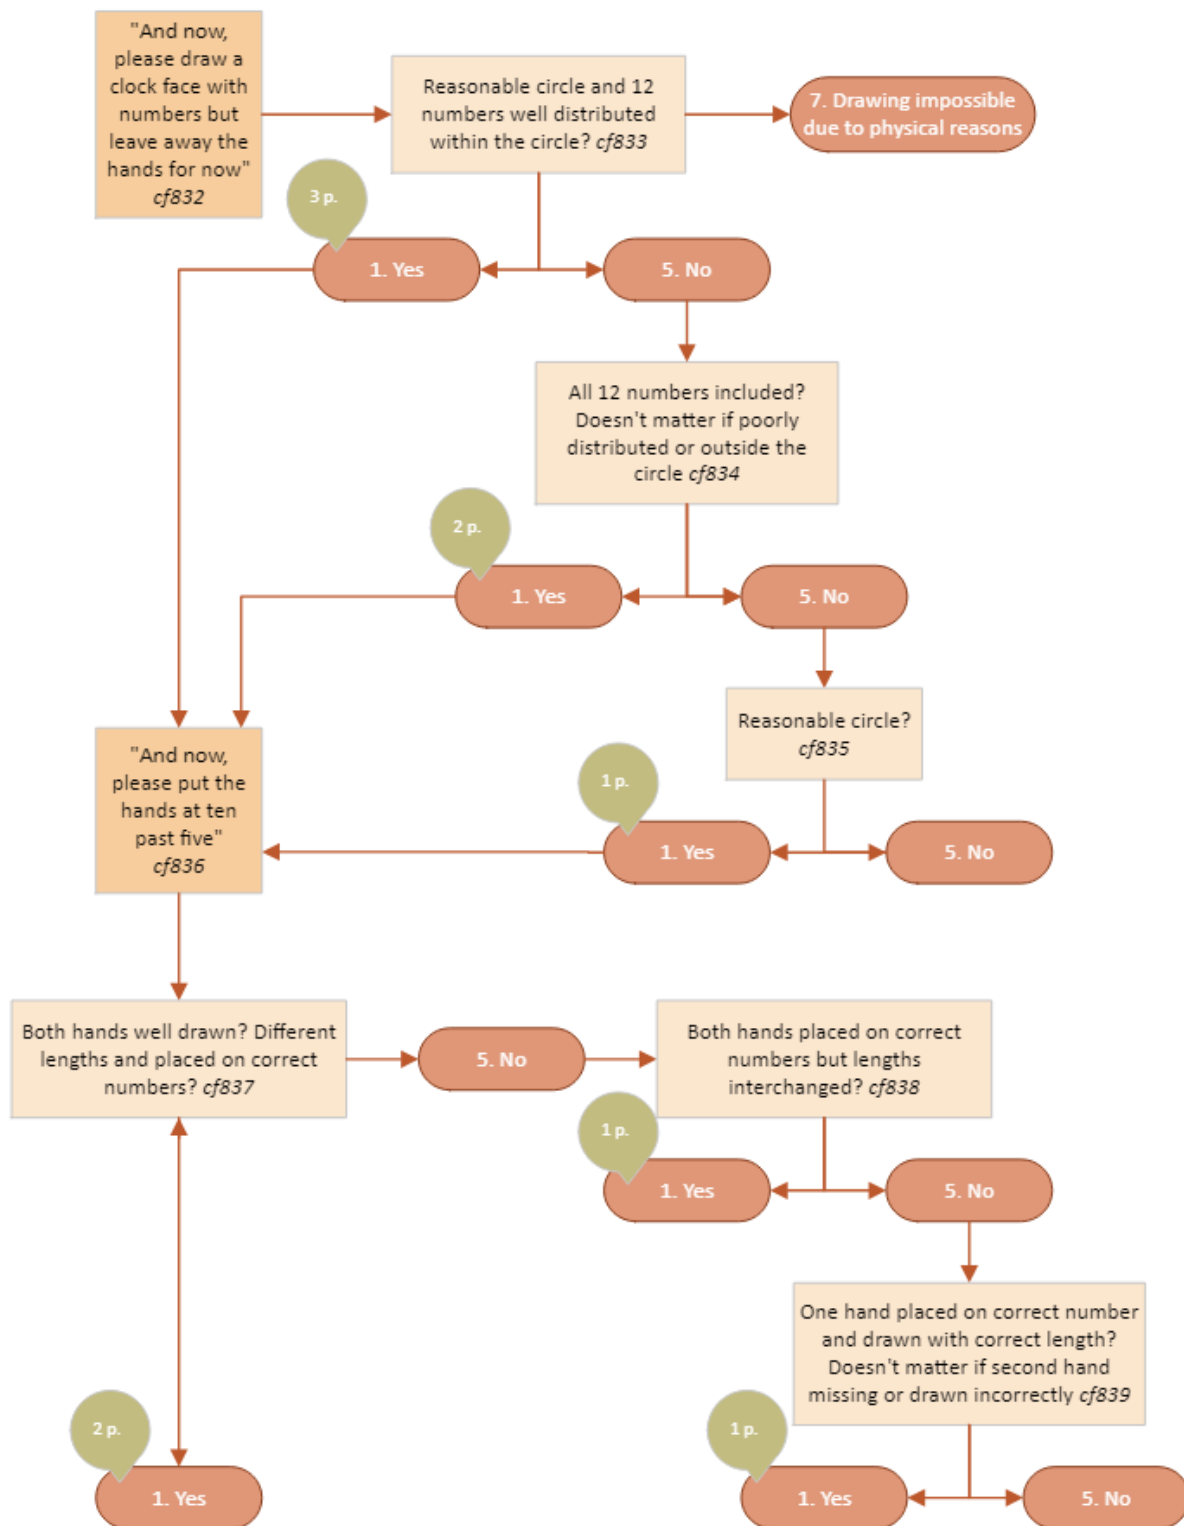 "And now,
please draw a
clock face with
numbers but
leave away the
hands for now"
cf832
Reasonable circle and 12
numbers well distributed
within the circle? cf833
7. Drawing impossible
due to physical reasons
3 p.
1. Yes
5. No
All 12 numbers included?
Doesn't matter if poorly
distributed or outside the
circle cf834
2 p.
1. Yes
5. No
Reasonable circle?
cf835
"And now,
please put the
hands at ten
past five"
cf836
1 p.
1. Yes
5. No
Both hands well drawn? Different
lengths and placed on correct
numbers? cf837
5. No
Both hands placed on correct
numbers but lengths
interchanged? cf838
1 p.
1. Yes
5. No
One hand placed on correct number
and drawn with correct length?
Doesn't matter if second hand
missing or drawn incorrectly cf839
2 p.
1. Yes
1 p.
1. Yes
5. No